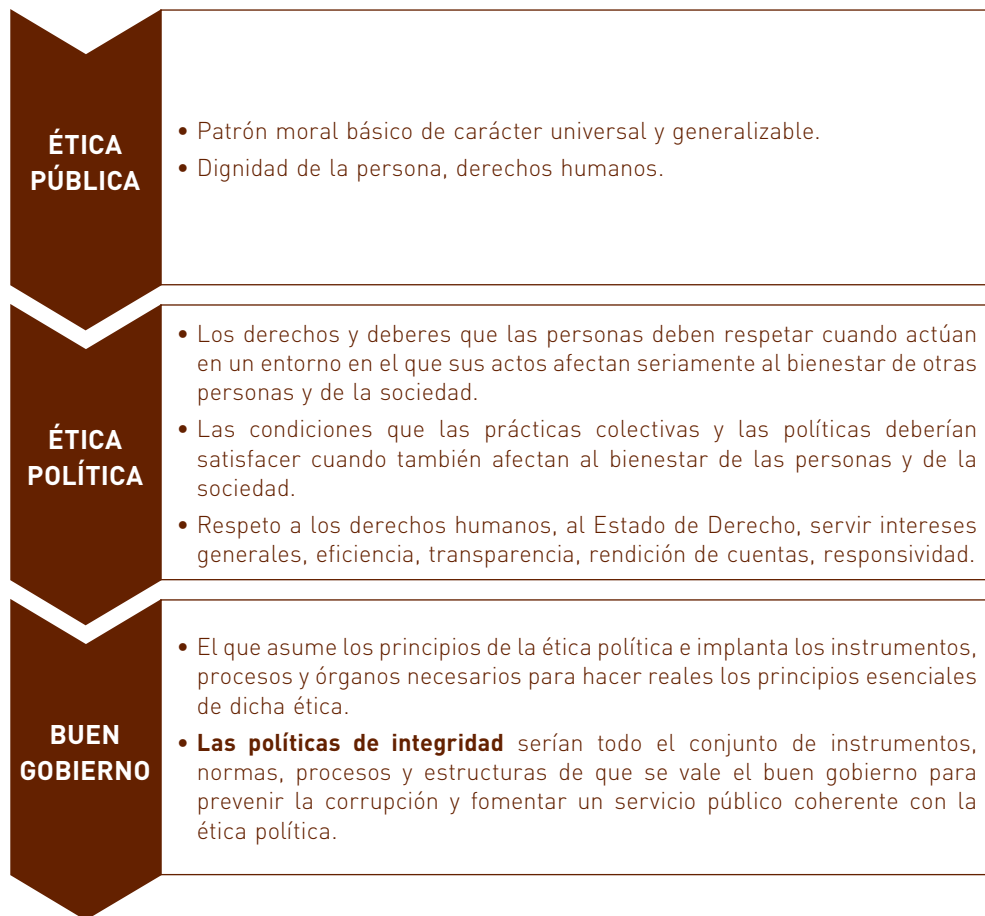 ÉTICA
PÚBLICA
• Patrón moral básico de carácter universal y generalizable.
• Dignidad de la persona, derechos humanos.
ÉTICA
POLÍTICA
• Los derechos y deberes que las personas deben respetar cuando actúan
en un entorno en el que sus actos afectan seriamente al bienestar de otras
personas y de la sociedad.
• Las condiciones que las prácticas colectivas y las políticas deberían
satisfacer cuando también afectan al bienestar de las personas y de la
sociedad.
• Respeto a los derechos humanos, al Estado de Derecho, servir intereses
generales, eficiencia, transparencia, rendición de cuentas, responsividad.
BUEN
GOBIERNO
• El que asume los principios de la ética política e implanta los instrumentos,
procesos y órganos necesarios para hacer reales los principios esenciales
de dicha ética.
• Las políticas de integridad serían todo el conjunto de instrumentos,
normas, procesos y estructuras de que se vale el buen gobierno para
prevenir la corrupción y fomentar un servicio público coherente con la
ética política.